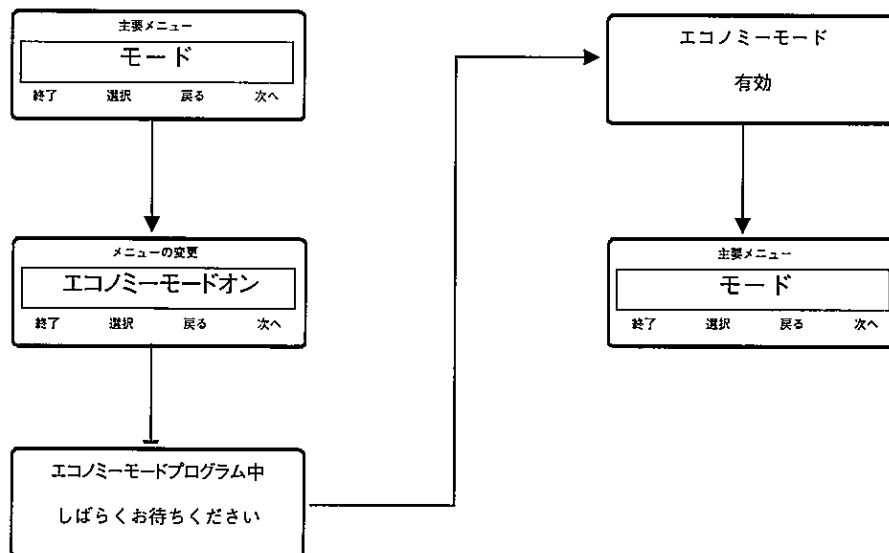 主要メニュー
モード
終了 選択 戻る 次へ
メニューの変更
エコノミーモードオン
終了 選択 戻る 次へ
エコノミーモードプログラム中
しばらくお待ちください
エコノミーモード
有効
主要メニュー
モード
終了 選択 戻る 次へ